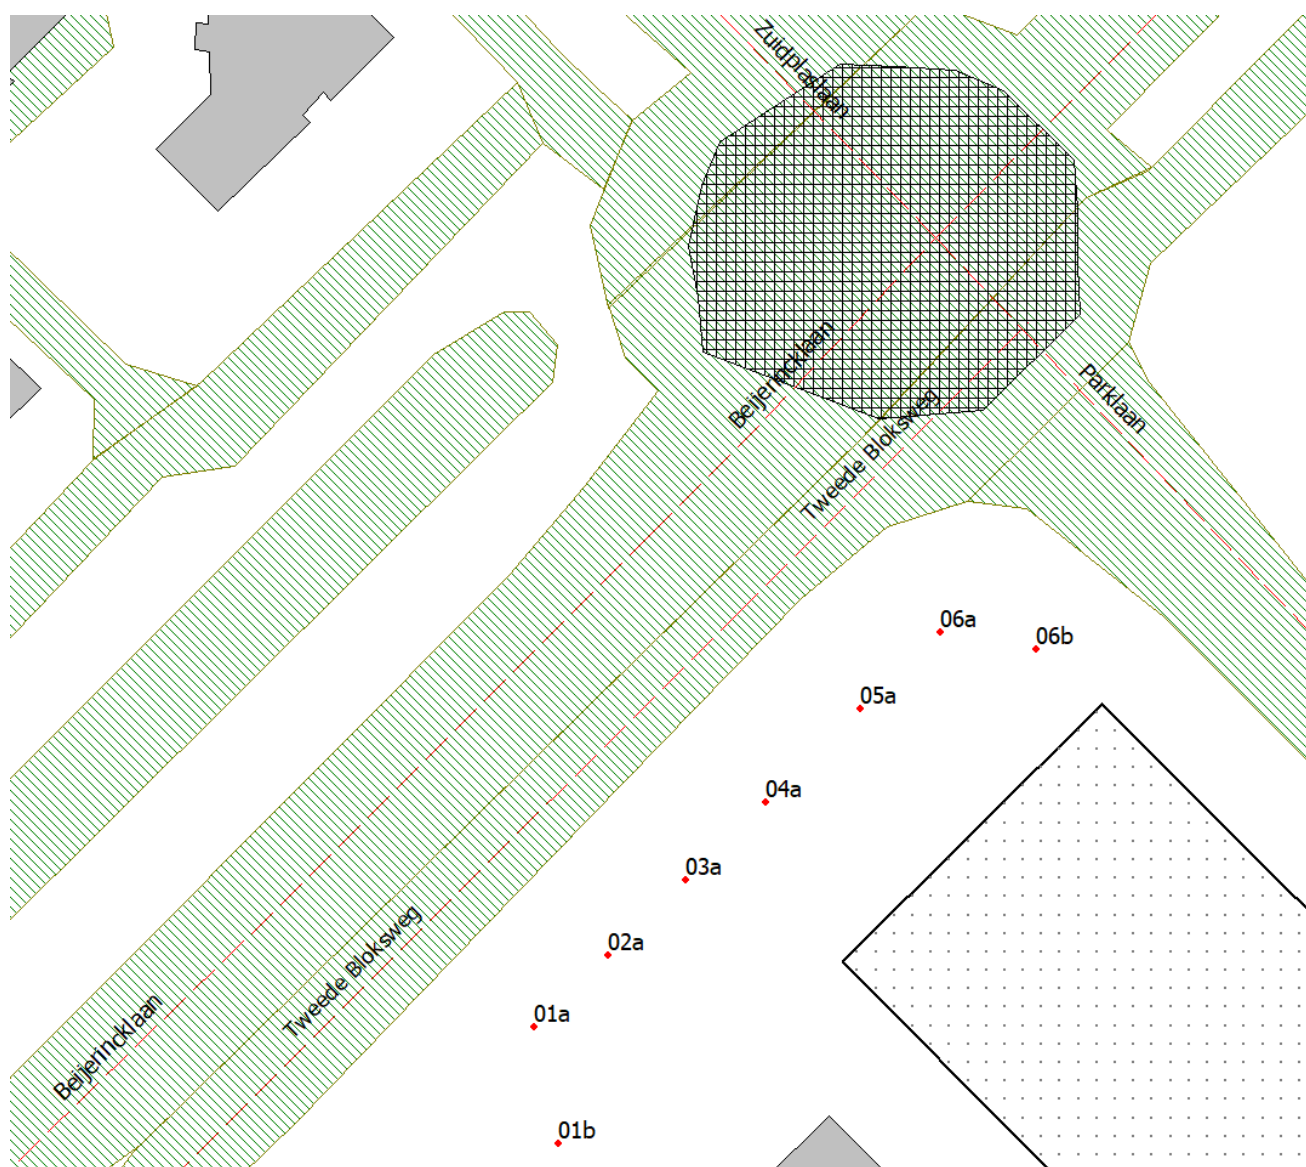 Zuidplaslaan
Beijerincklaan
Parklaan
Tweede Bloksweg
06a
06b
05a
04a
03a
02a
Tweede Bloksweg
01a
Beijerincklaan
01b